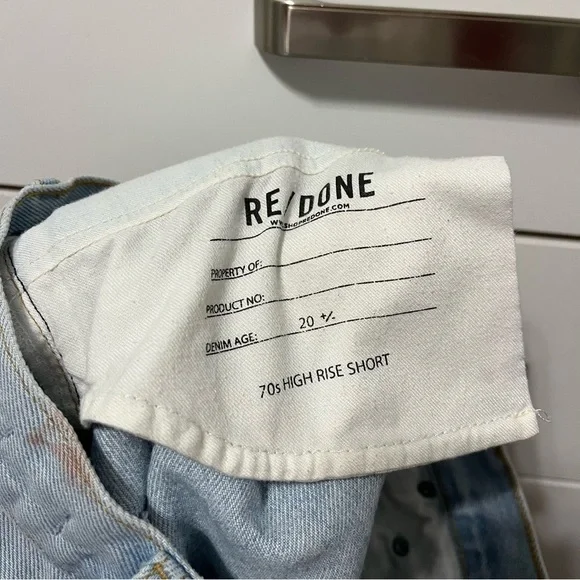 RE/DONE
WWW.SHOPREDONE.COM
PROPERTY OF:
PRODUCT NO:
DENIM AGE: 20 +/-
70s HIGH RISE SHORT